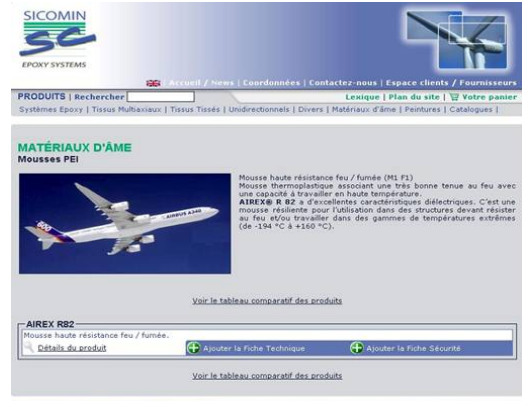 SICOMIN
SC
EPOXY SYSTEMS
Accueil / News | Coordonnées | Contactez-nous | Espace clients / Fournisseurs
PRODUITS | Rechercher
Lexique | Plan du site | Votre panier
Systèmes Epoxy | Tissus Multiaxiaux | Tissus Tissés | Unidirectionnels | Divers | Matériaux d'âme | Peintures | Catalogues |
MATÉRIAUX D'ÂME
Mousses PEI
AIRBUS A340
Mousse haute résistance feu / fumée (M1 F1)
Mousse thermoplastique associant une très bonne tenue au feu avec
une capacité à travailler en haute température.
AIREX® R 82 a d'excellentes caractéristiques diélectriques. C'est une
mousse résiliente pour l'utilisation dans des structures devant résister
au feu et/ou travailler dans des gammes de températures extrêmes
(de -194 °C à +160 °C).
Voir le tableau comparatif des produits
AIREX R82
Mousse haute résistance feu / fumée.
Détails du produit
Ajouter la Fiche Technique
Ajouter la Fiche Sécurité
Voir le tableau comparatif des produits